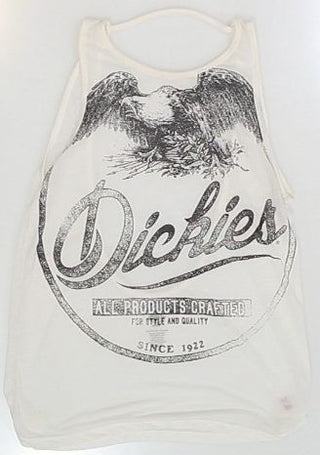 Dickies
ALL PRODUCTS CRAFTED
FOR STYLE AND QUALITY
SINCE 1922